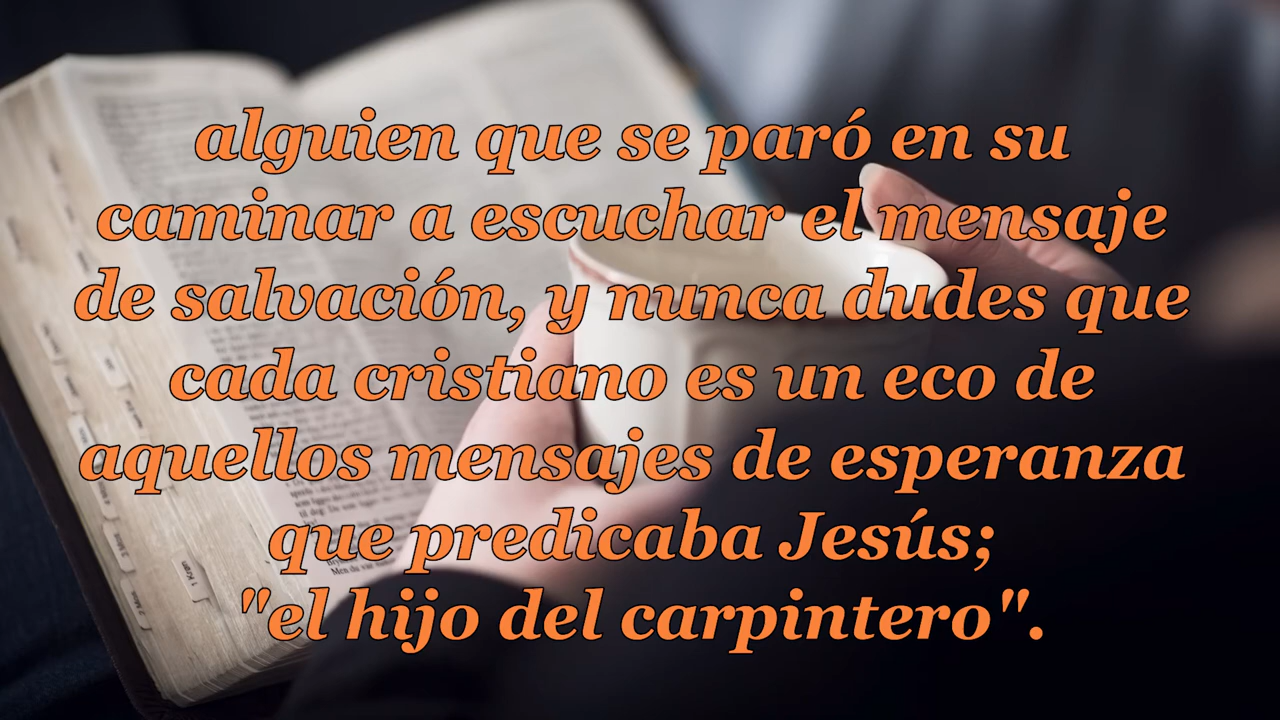 alguien que se paró en su
caminar a escuchar el mensaje
de salvación, y nunca dudes que
cada cristiano es un eco de
aquellos mensajes de esperanza
que predicaba Jesús;
"el hijo del carpintero".